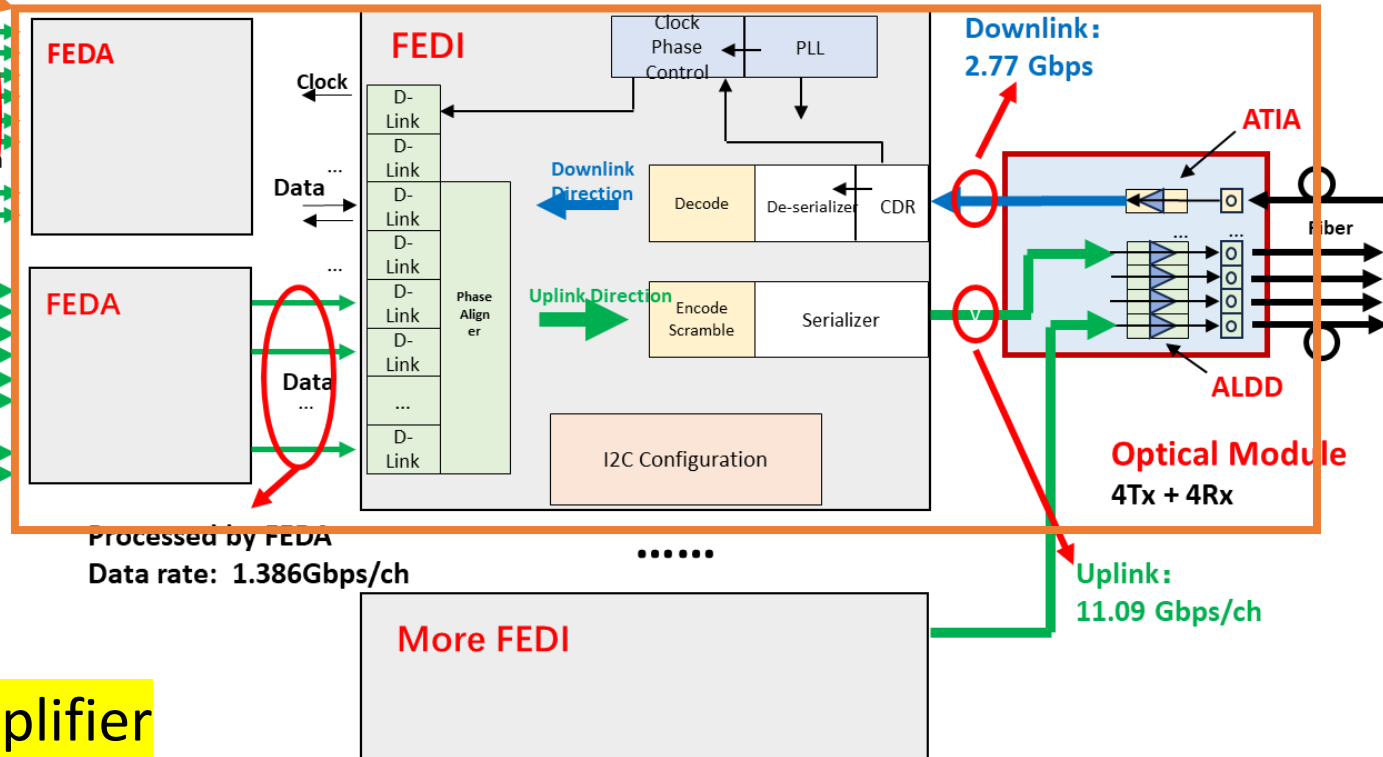 FEDA
FEDI
Clock
Phase
Control
PLL
Downlink：
2.77 Gbps
Clock
D-
Link
D-
Link
D-
Link
D-
Link
D-
Link
D-
Link
...
D-
Link
...
Data
...
Downlink
Direction
Decode
De-serializer
CDR
ATIA
Fiber
...
...
FEDA
Data
...
Phase
Align
er
Uplink Direction
Encode
Scramble
Serializer
V
ALDD
I2C Configuration
Optical Module
4Tx + 4Rx
Processed by FEDA
Data rate: 1.386Gbps/ch
......
Uplink：
11.09 Gbps/ch
More FEDI
plifier